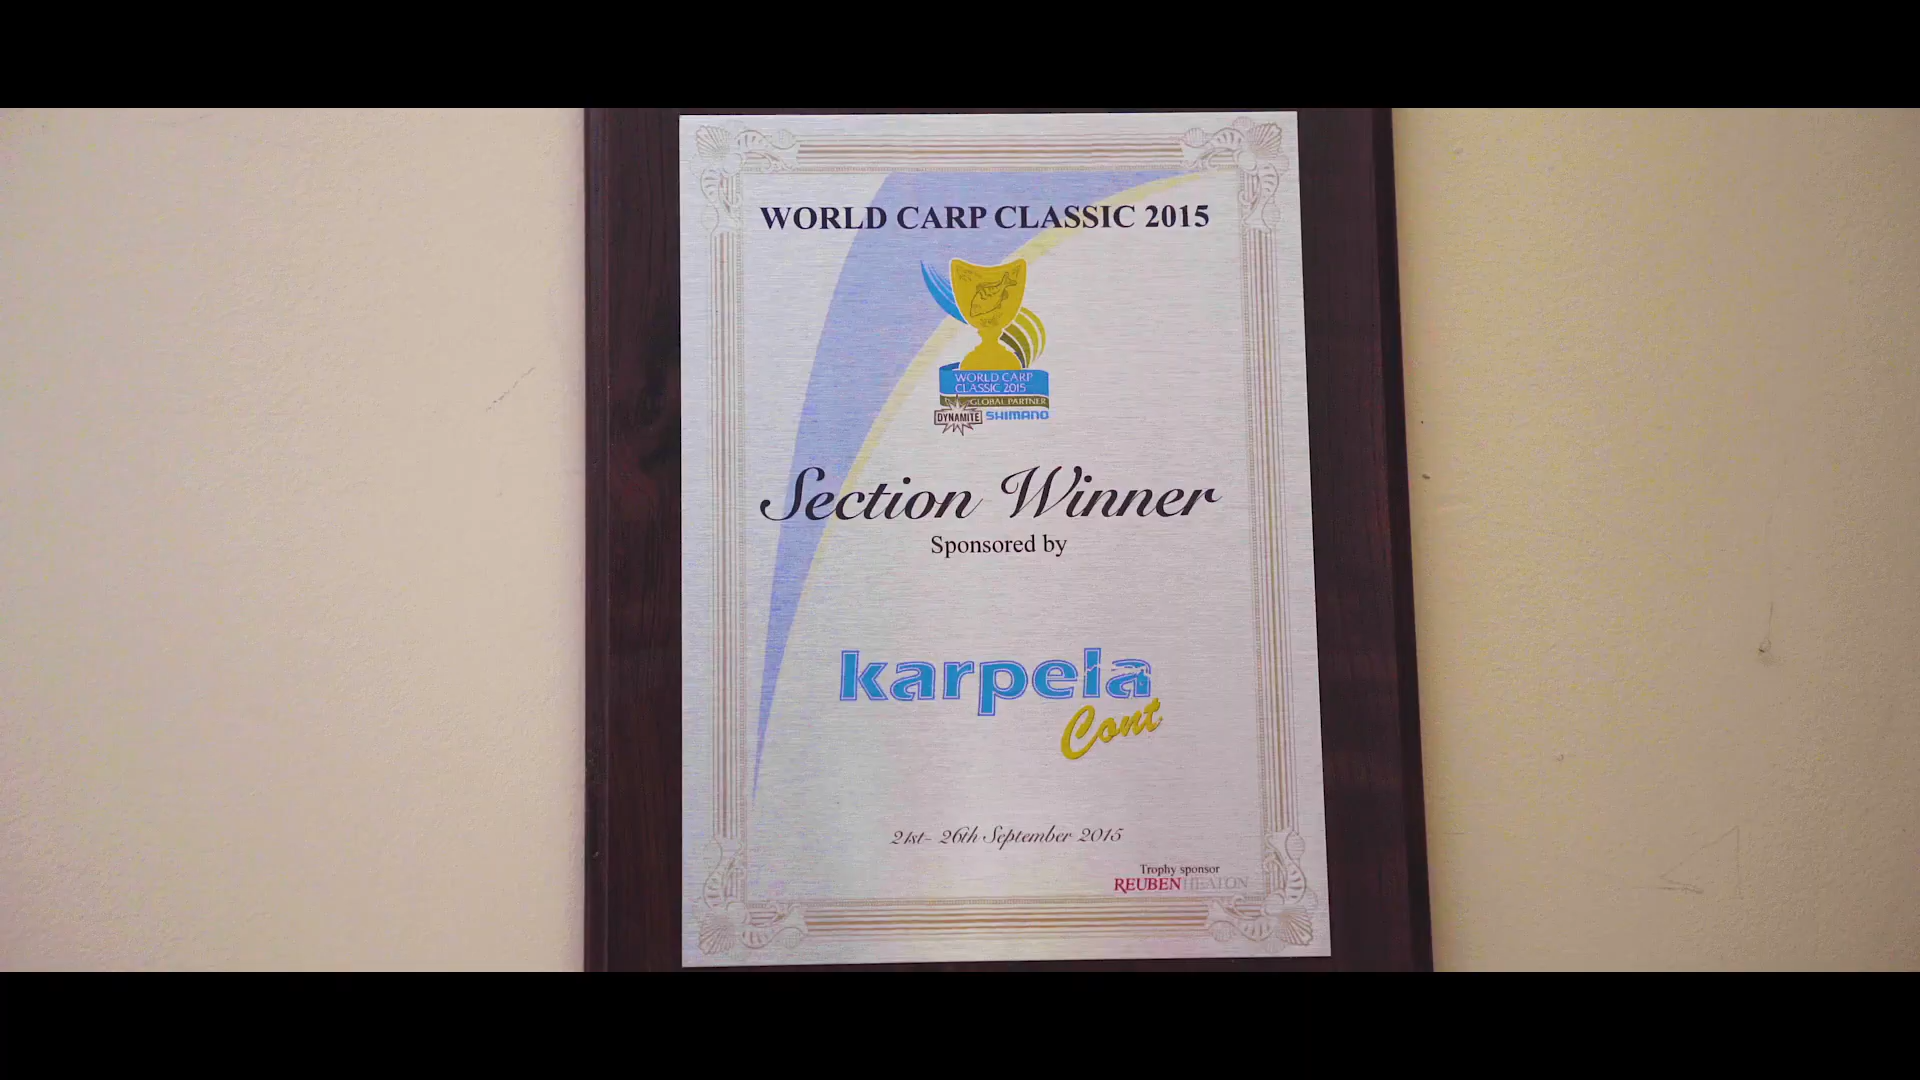 WORLD CARP CLASSIC 2015
WORLD CARP
CLASSIC 2015
GLOBAL PARTNER
DYNAMITE SHIMANO
Section Winner
Sponsored by
karpela
Cont
21st- 26th September 2015
Trophy sponsor
REUBEN HEATON